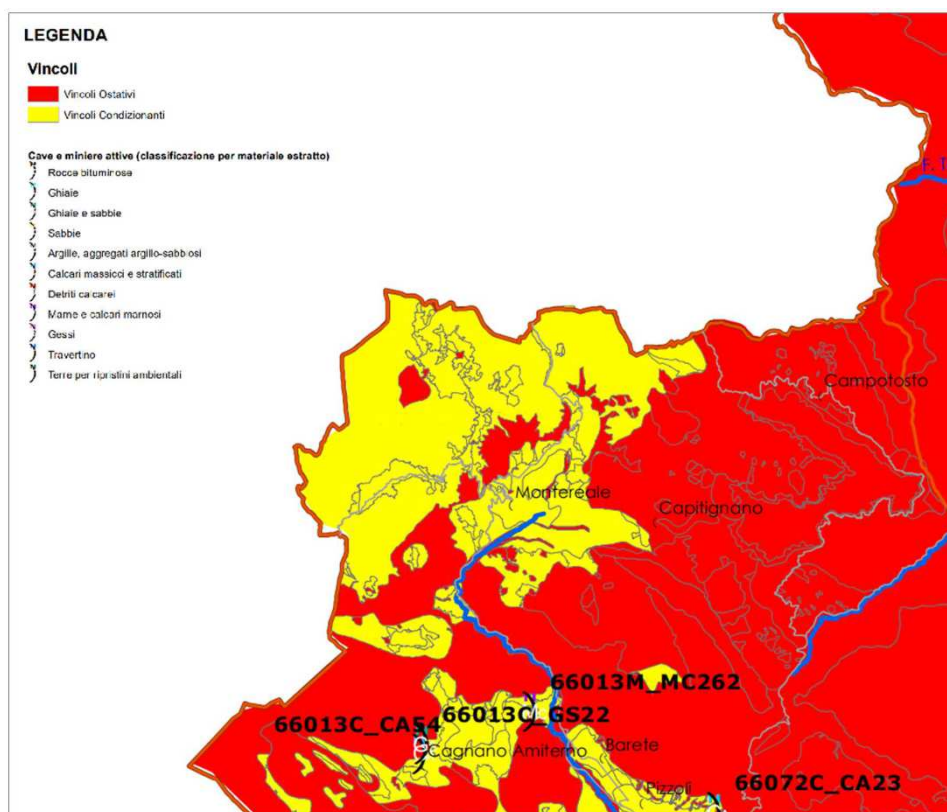 LEGENDA
Vincoli
Vincoli Ostativi
Vincoli Condizionanti
Cave e miniere attive (classificazione per materiale estratto)
Rocce bituminose
Ghiaie
Ghiaie e sabbie
Sabbie
Argille, aggregati argillo-sabbiosi
Calcari massicci e stratificati
Detriti calcarei
Marne e calcari marnosi
Gessi
Travertino
Terre per ripristini ambientali
F. T
Campotosto
Montereale
Capitignano
66013M_MC262
66013C_CA54
66013C_GS22
Cagnano Amiterno
Barete
Pizzoli
66072C_CA23